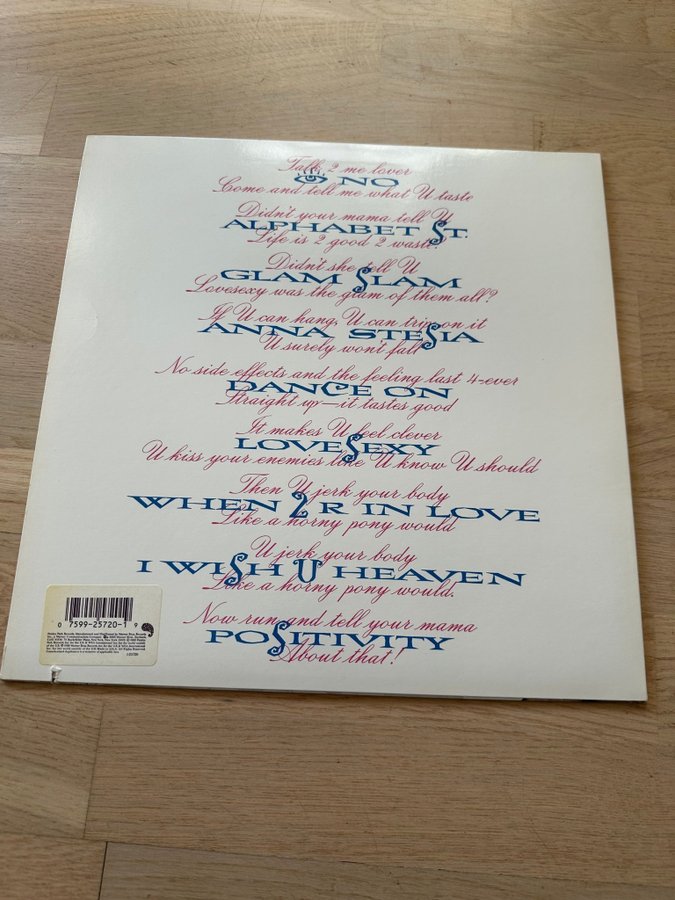 Talk 2 me lover
NO
Come and tell me what U taste
Didn't your mama tell U
ALPHABET ST.
Life is 2 good 2 waste?
Didn't she tell U
GLAM SLAM
Lovesexy was the glam of them all?
If U can hang, U can trip on it
ANNA STESIA
U surely won't fall
No side effects and the feeling last 4-ever
DANCE ON
Straight up—it tastes good
It makes U feel clever
LOVESEXY
U kiss your enemies like U know U should
Then U jerk your body
WHEN 2 R IN LOVE
Like a horny pony would
U jerk your body
I WISH U HEAVEN
Like a horny pony would.
Now run and tell your mama
POSITIVITY
About that!
0 7599-25720-1 9